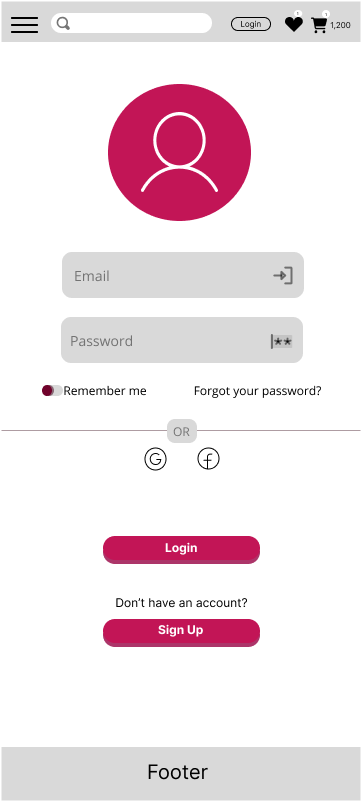 Login
1,200
Email
Password
|**
Remember me
Forgot your password?
OR
G f
Login
Don't have an account?
Sign Up
Footer